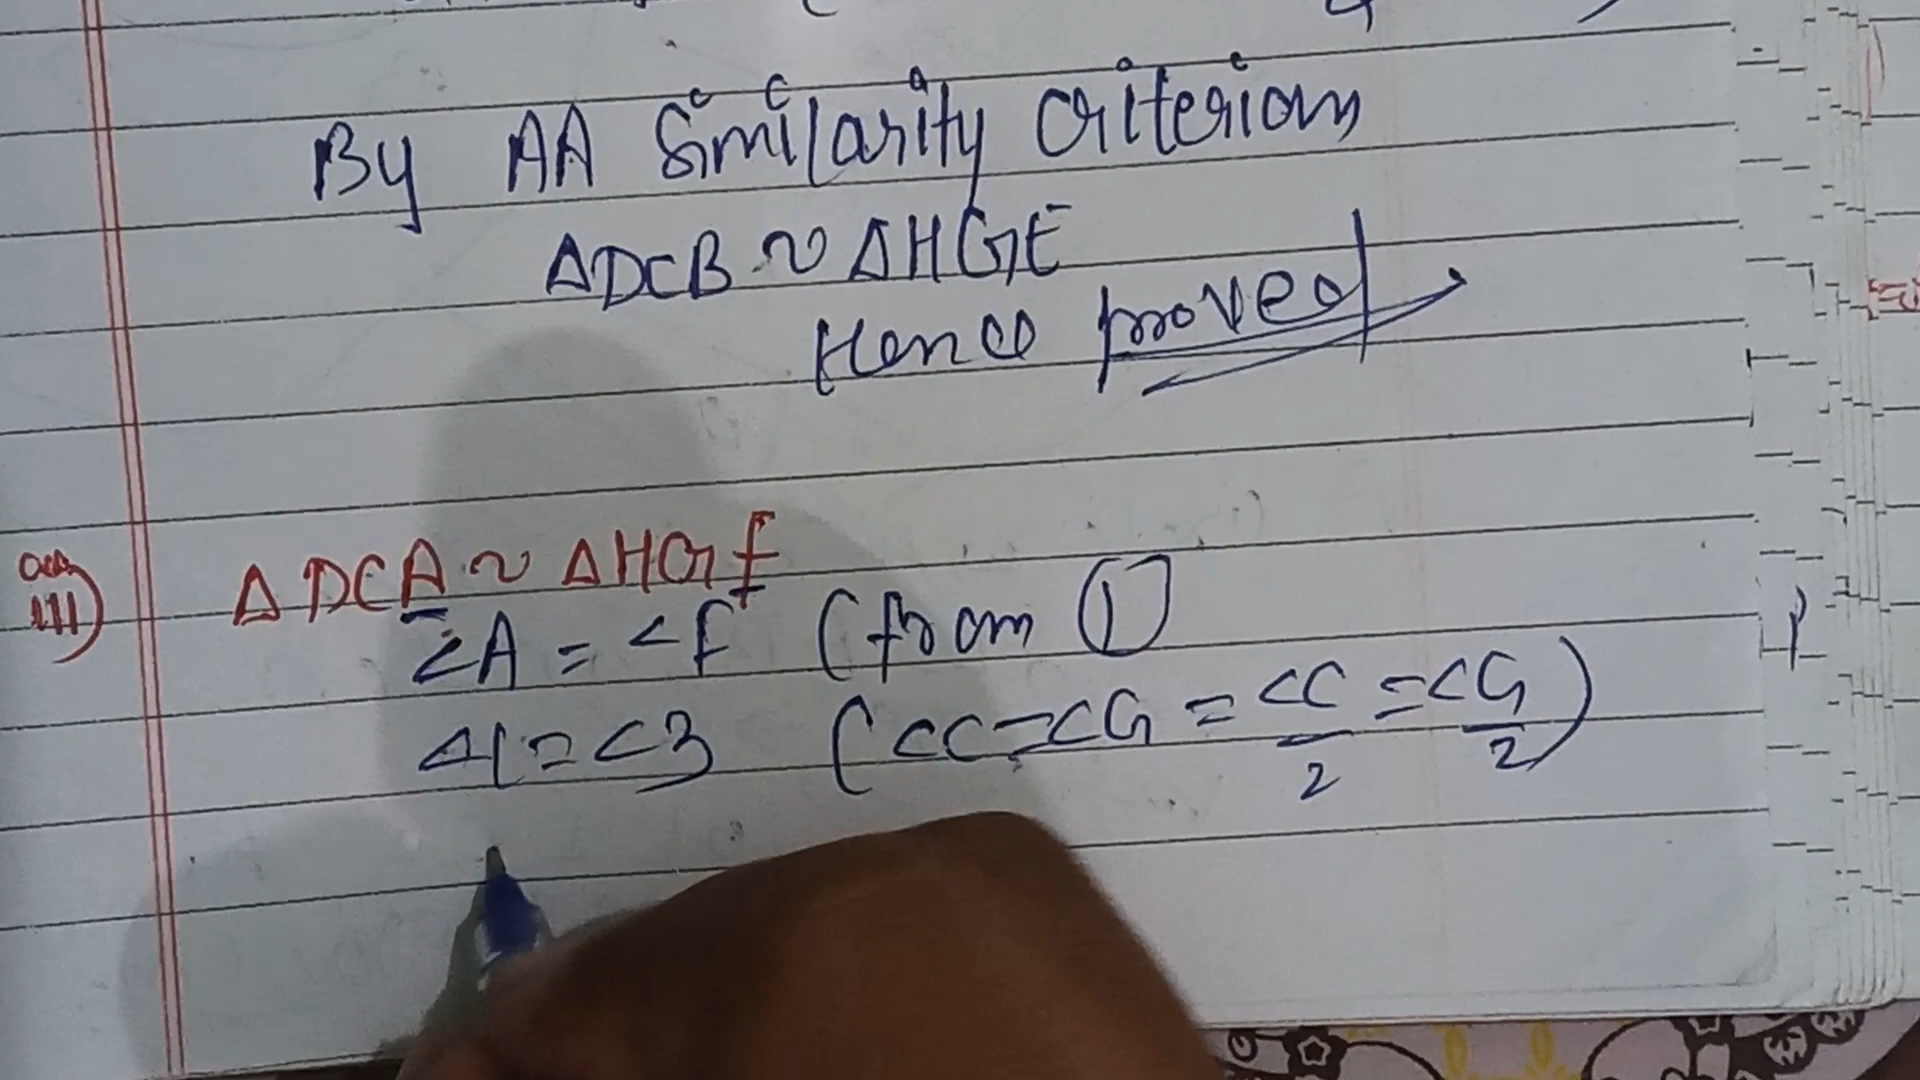 By AA Similarity Criterion
ΔDCB ~ ΔHGE
Hence proved
iii) ΔDCA ~ ΔHGF
∠A = ∠F (from ①
∠1 = ∠3 (∠C = ∠G = ∠C/2 = ∠G/2)